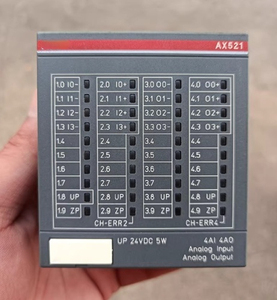 AX521
1.0 I0- 2.0 I0+ 3.0 O0- 4.0 O0+
1.1 I1- 2.1 I1+ 3.1 O1- 4.1 O1+
1.2 I2- 2.2 I2+ 3.2 O2- 4.2 O2+
1.3 I3- 2.3 I3+ 3.3 O3- 4.3 O3+
1.4 2.4 3.4 4.4
1.5 2.5 3.5 4.5
1.6 2.6 3.6 4.6
1.7 2.7 3.7 4.7
1.8 UP 2.8 UP 3.8 UP 4.8 UP
1.9 ZP 2.9 ZP 3.9 ZP 4.9 ZP
CH-ERR2 CH-ERR4
UP 24VDC 5W 4AI 4AO
Analog Input
Analog Output